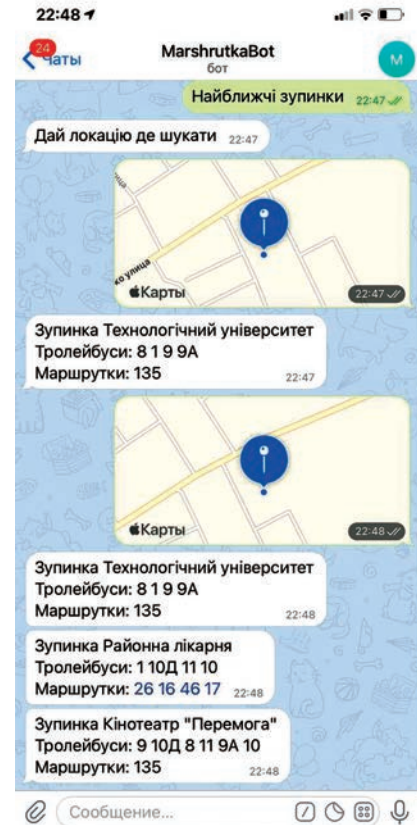 22:48
24
Чаты
MarshrutkaBot
бот
М
Найближчі зупинки 22:47
Дай локацію де шукати 22:47
улица
ко улица
Карты 22:47
Зупинка Технологічний університет
Тролейбуси: 8 1 9 9А
Маршрутки: 135
22:47
Карты 22:48
Зупинка Технологічний університет
Тролейбуси: 8 1 9 9А
Маршрутки: 135
22:48
Зупинка Районна лікарня
Тролейбуси: 1 10Д 11 10
Маршрутки: 26 16 46 17 22:48
Зупинка Кінотеатр "Перемога"
Тролейбуси: 9 10Д 8 11 9А 10
Маршрутки: 135
22:48
Сообщение...